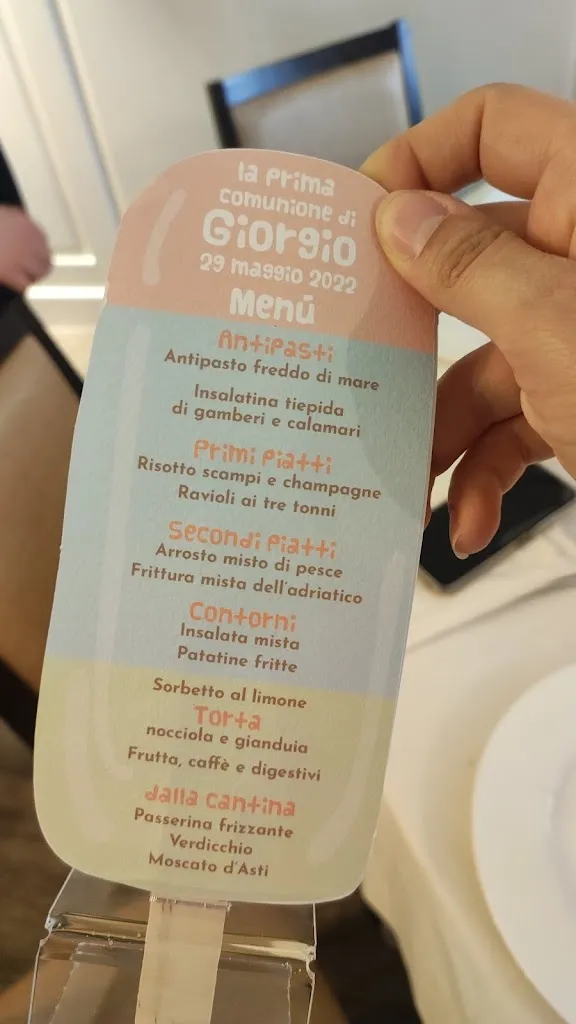 la prima
comunione di
Giorgio
29 maggio 2022
Menù
Antipasti
Antipasto freddo di mare
Insalatina tiepida
di gamberi e calamari
Primi piatti
Risotto scampi e champagne
Ravioli ai tre tonni
Secondi piatti
Arrosto misto di pesce
Frittura mista dell'adriatico
Contorni
Insalata mista
Patatine fritte
Sorbetto al limone
Torta
nocciola e gianduia
Frutta, caffè e digestivi
dalla cantina
Passerina frizzante
Verdicchio
Moscato d'Asti